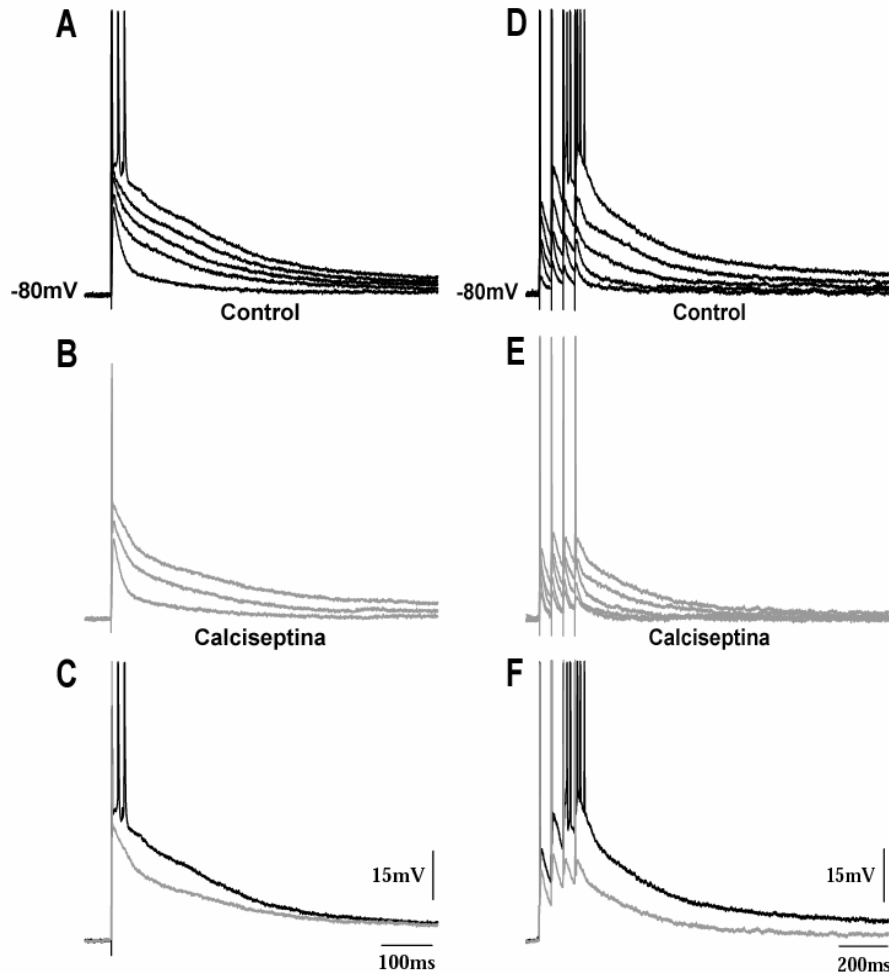 A
-80mV
Control
B
Calciseptina
C
15mV
100ms
D
-80mV
Control
E
Calciseptina
F
15mV
200ms